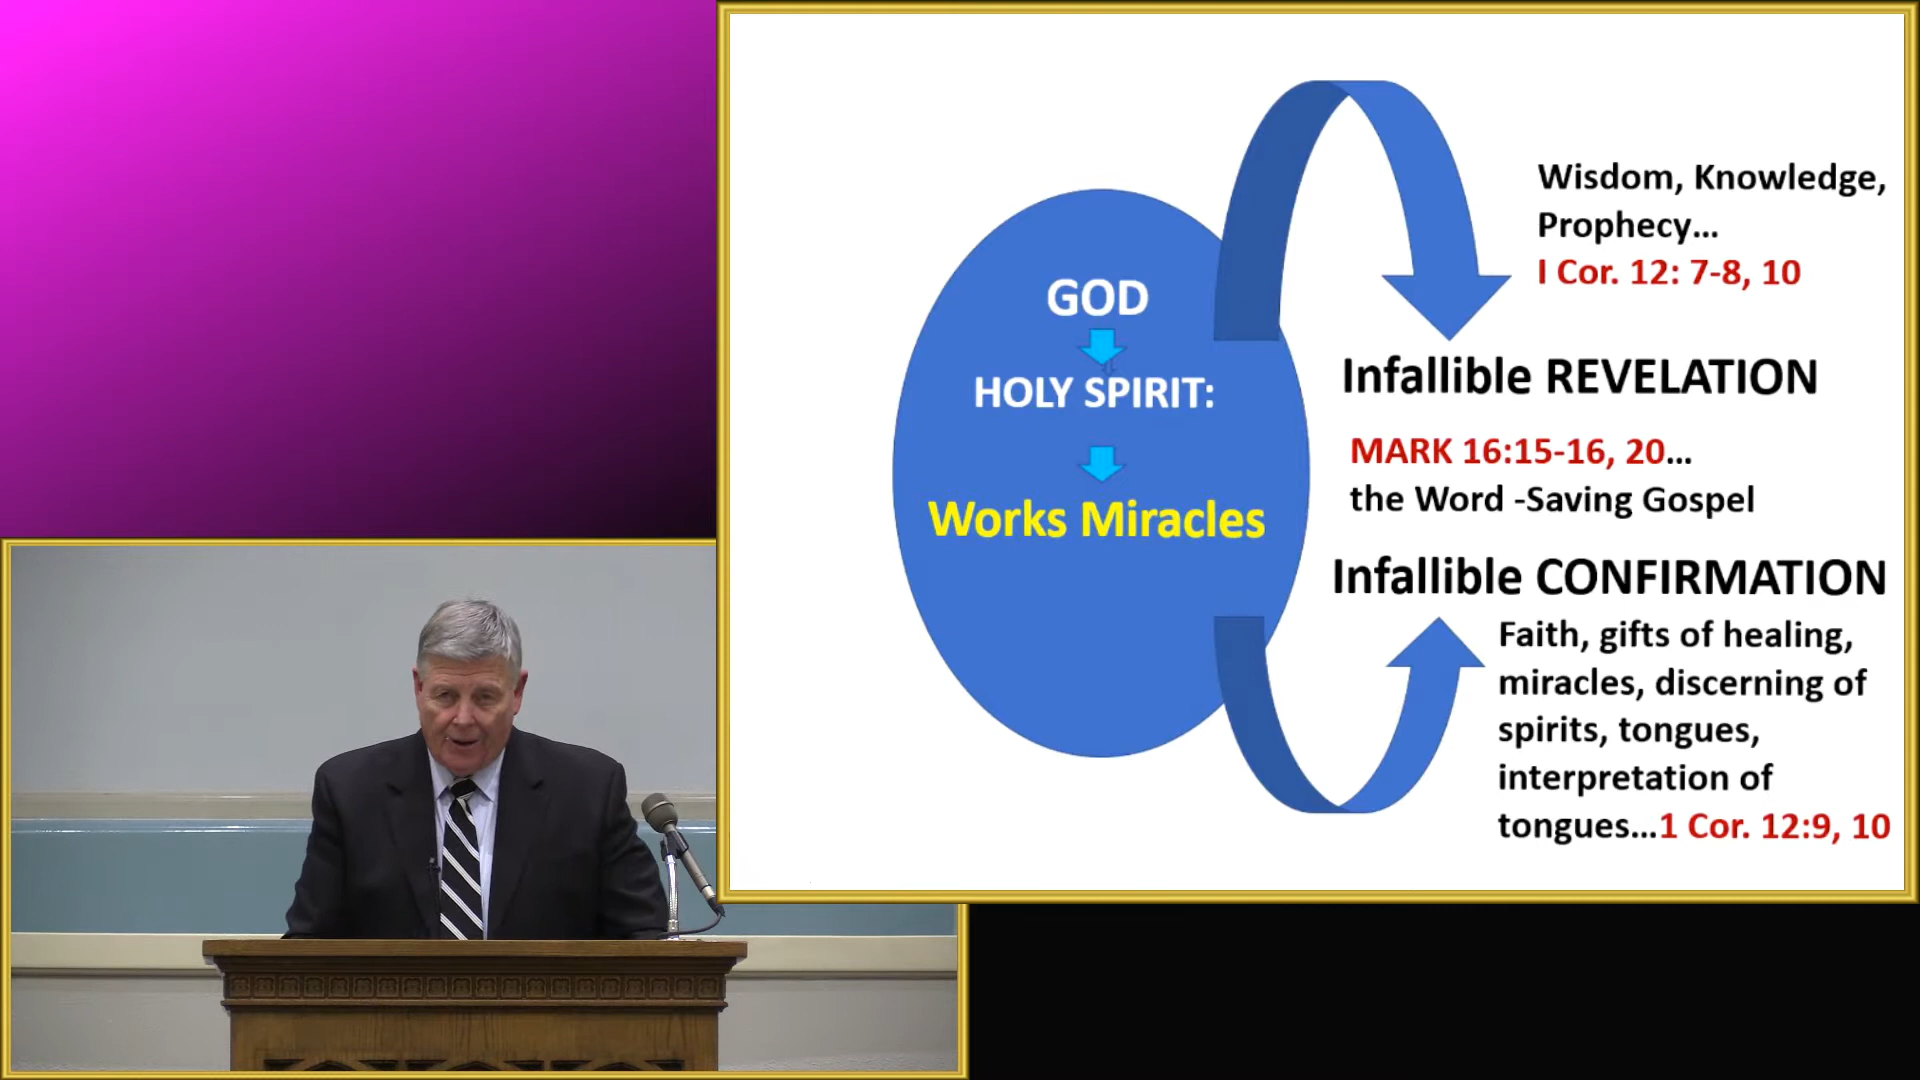 GOD
HOLY SPIRIT:
Works Miracles
Wisdom, Knowledge,
Prophecy...
I Cor. 12: 7-8, 10
Infallible REVELATION
MARK 16:15-16, 20...
the Word -Saving Gospel
Infallible CONFIRMATION
Faith, gifts of healing,
miracles, discerning of
spirits, tongues,
interpretation of
tongues...1 Cor. 12:9, 10